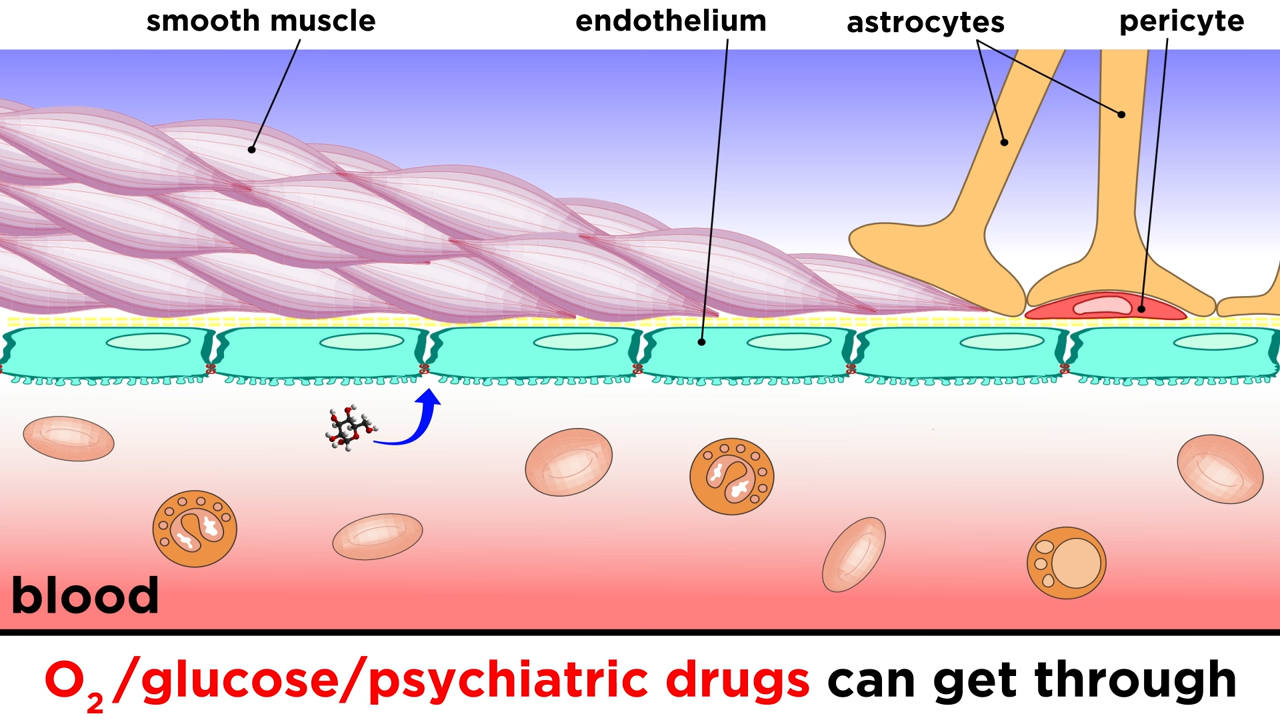 smooth muscle
endothelium
astrocytes
pericyte
blood
O₂/glucose/psychiatric drugs can get through